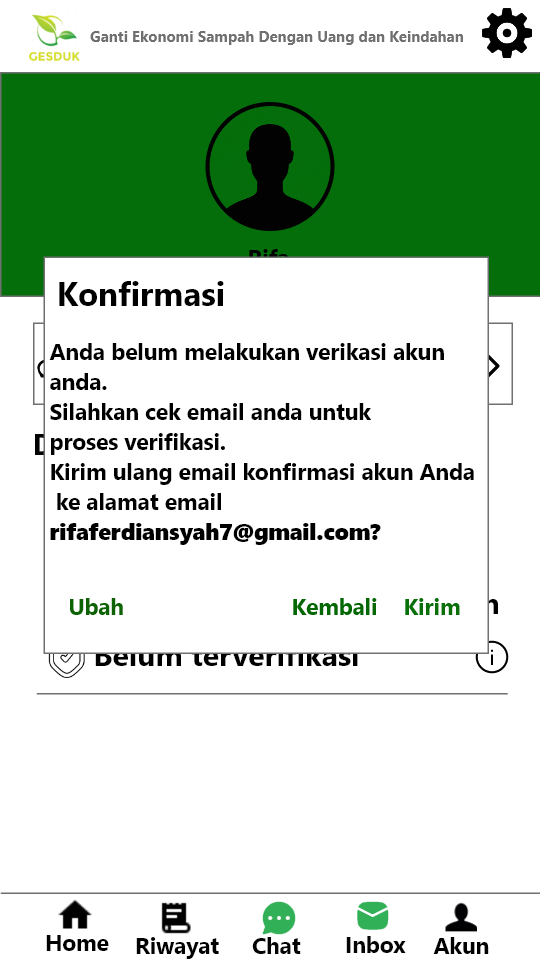 GESDUK
Ganti Ekonomi Sampah Dengan Uang dan Keindahan
Konfirmasi
Anda belum melakukan verikasi akun
anda.
Silahkan cek email anda untuk
proses verifikasi.
Kirim ulang email konfirmasi akun Anda
ke alamat email
rifaferdiansyah7@gmail.com?
Ubah Kembali Kirim
Belum terverifikasi
Home Riwayat Chat Inbox Akun